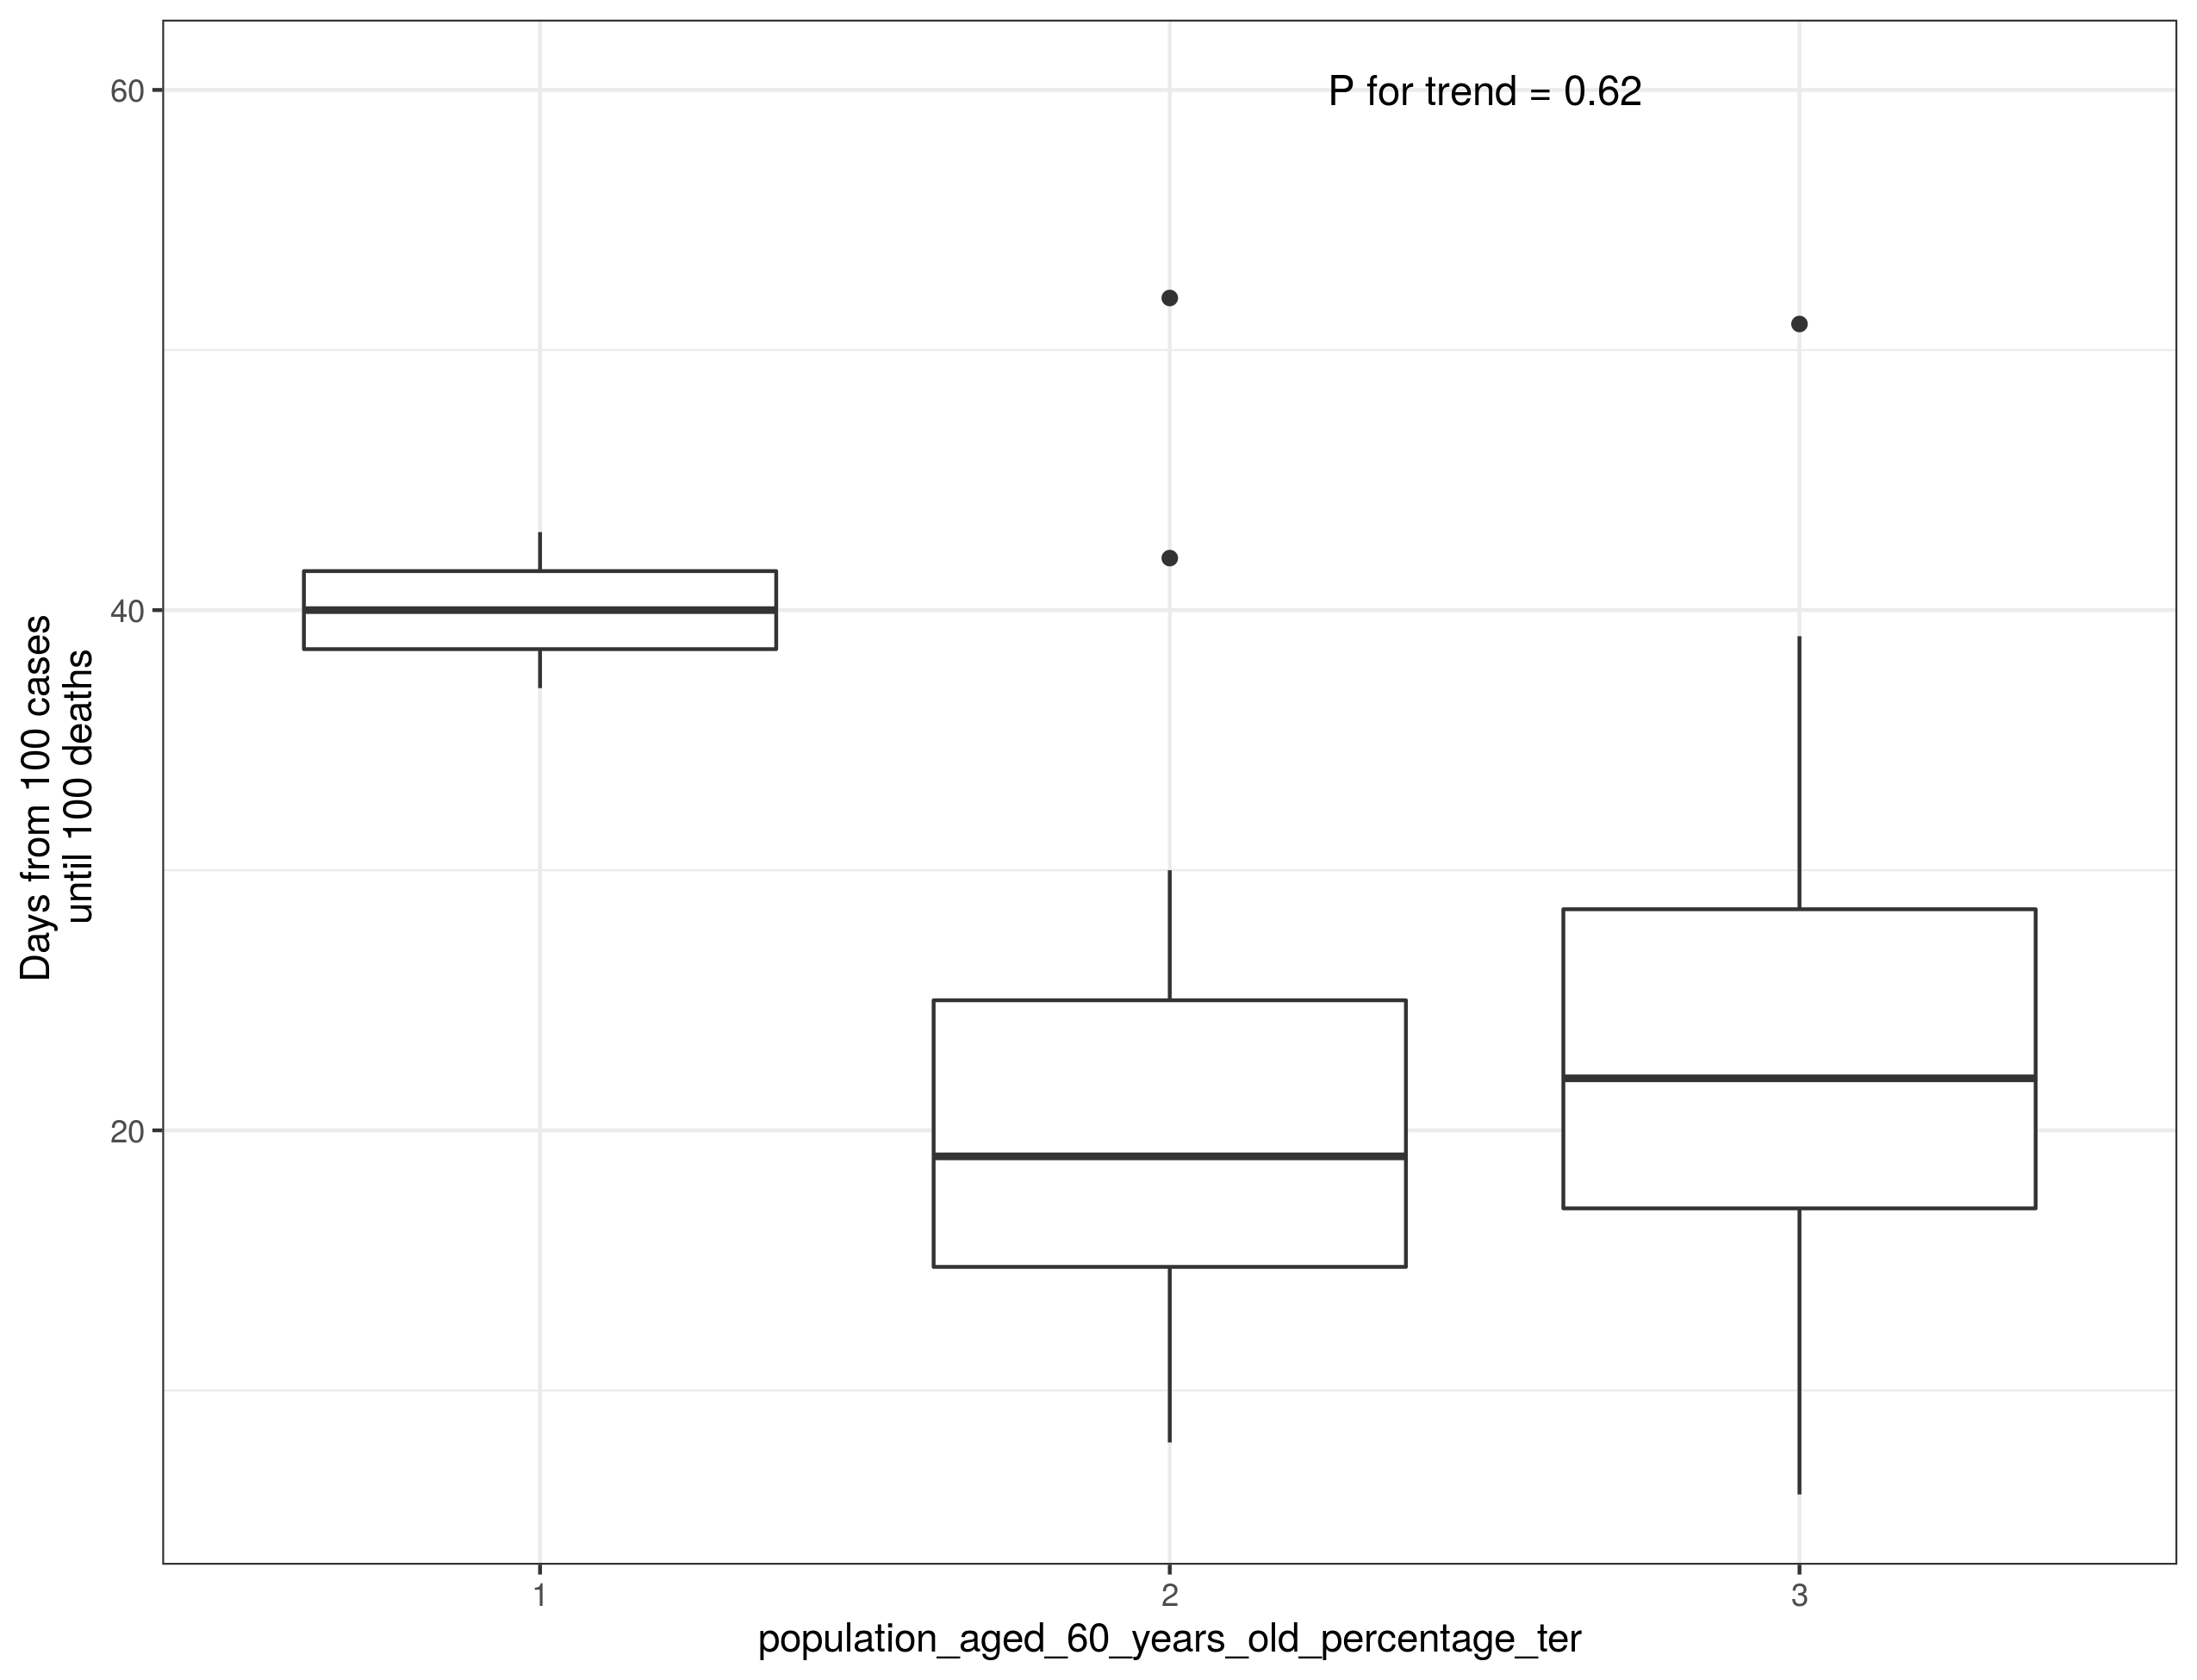 P for trend = 0.62
60
40
20
Days from 100 cases
until 100 deaths
1
2
3
population_aged_60_years_old_percentage_ter